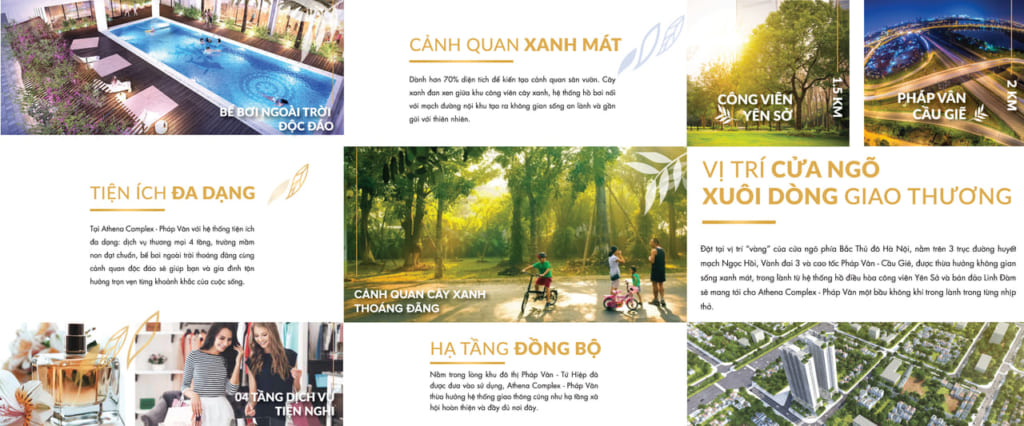 BỂ BƠI NGOÀI TRỜI
ĐỘC ĐÁO
TIỆN ÍCH ĐA DẠNG
Tại Athena Complex - Pháp Vân với hệ thống tiện ích
đa dạng: dịch vụ thương mại 4 tầng, trường mầm
non đạt chuẩn, bể bơi ngoài trời thoáng đãng cùng
cảnh quan độc đáo sẽ giúp bạn và gia đình tận
hưởng trọn vẹn từng khoảnh khắc của cuộc sống.
04 TẦNG DỊCH VỤ
TIỆN NGHI
CẢNH QUAN XANH MÁT
Dành hơn 70% diện tích để kiến tạo cảnh quan sân vườn. Cây
xanh đan xen giữa khu công viên cây xanh, hệ thống hồ bơi nối
với mạch đường nội khu tạo ra không gian sống an lành và gần
gũi với thiên nhiên.
CẢNH QUAN CÂY XANH
THOÁNG ĐÃNG
HẠ TẦNG ĐỒNG BỘ
Nằm trong lòng khu đô thị Pháp Vân - Tứ Hiệp đã
được đưa vào sử dụng, Athena Complex - Pháp Vân
thừa hưởng hệ thống giao thông cũng như hạ tầng xã
hội hoàn thiện và đầy đủ nơi đây.
CÔNG VIÊN
YÊN SỞ
1.5 KM
PHÁP VÂN
CẦU GIẼ
2 KM
VỊ TRÍ CỬA NGÕ
XUÔI DÒNG GIAO THƯƠNG
Đặt tại vị trí “vàng” của cửa ngõ phía Bắc Thủ đô Hà Nội, nằm trên 3 trục đường huyết
mạch Ngọc Hồi, Vành đai 3 và cao tốc Pháp Vân - Cầu Giẽ, được thừa hưởng không gian
sống xanh mát, trong lành từ hệ thống hồ điều hòa công viên Yên Sở và bán đảo Linh Đàm
sẽ mang tới cho Athena Complex - Pháp Vân một bầu không khí trong lành trong từng nhịp
thở.